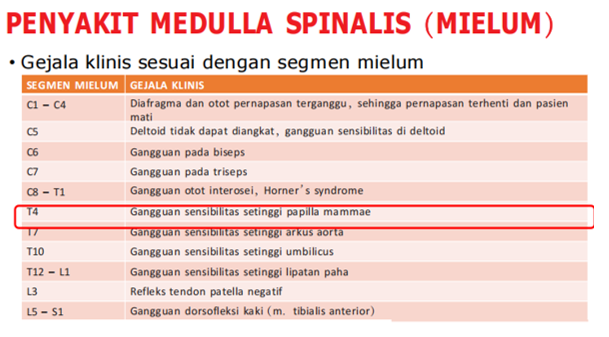 PENYAKIT MEDULLA SPINALIS (MIELUM)
• Gejala klinis sesuai dengan segmen mielum
SEGMEN MIELUM GEJALA KLINIS
C1 – C4 Diafragma dan otot pernapasan terganggu, sehingga pernapasan terhenti dan pasien
mati
C5 Deltoid tidak dapat diangkat, gangguan sensibilitas di deltoid
C6 Gangguan pada biseps
C7 Gangguan pada triseps
C8 – T1 Gangguan otot interosei, Horner's syndrome
T4 Gangguan sensibilitas setinggi papilla mammae
T7 Gangguan sensibilitas setinggi arkus aorta
T10 Gangguan sensibilitas setinggi umbilicus
T12 – L1 Gangguan sensibilitas setinggi lipatan paha
L3 Refleks tendon patella negatif
L5 – S1 Gangguan dorsofleksi kaki (m. tibialis anterior)